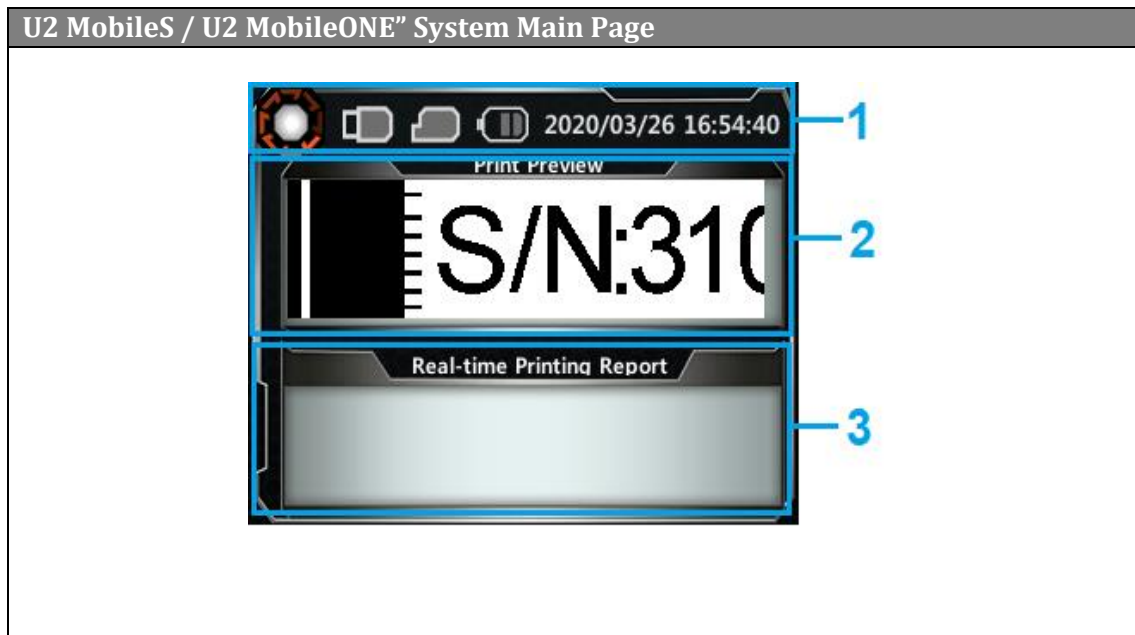 U2 MobileS / U2 MobileONE” System Main Page
2020/03/26 16:54:40
1
Print Preview
S/N:310
2
Real-time Printing Report
3